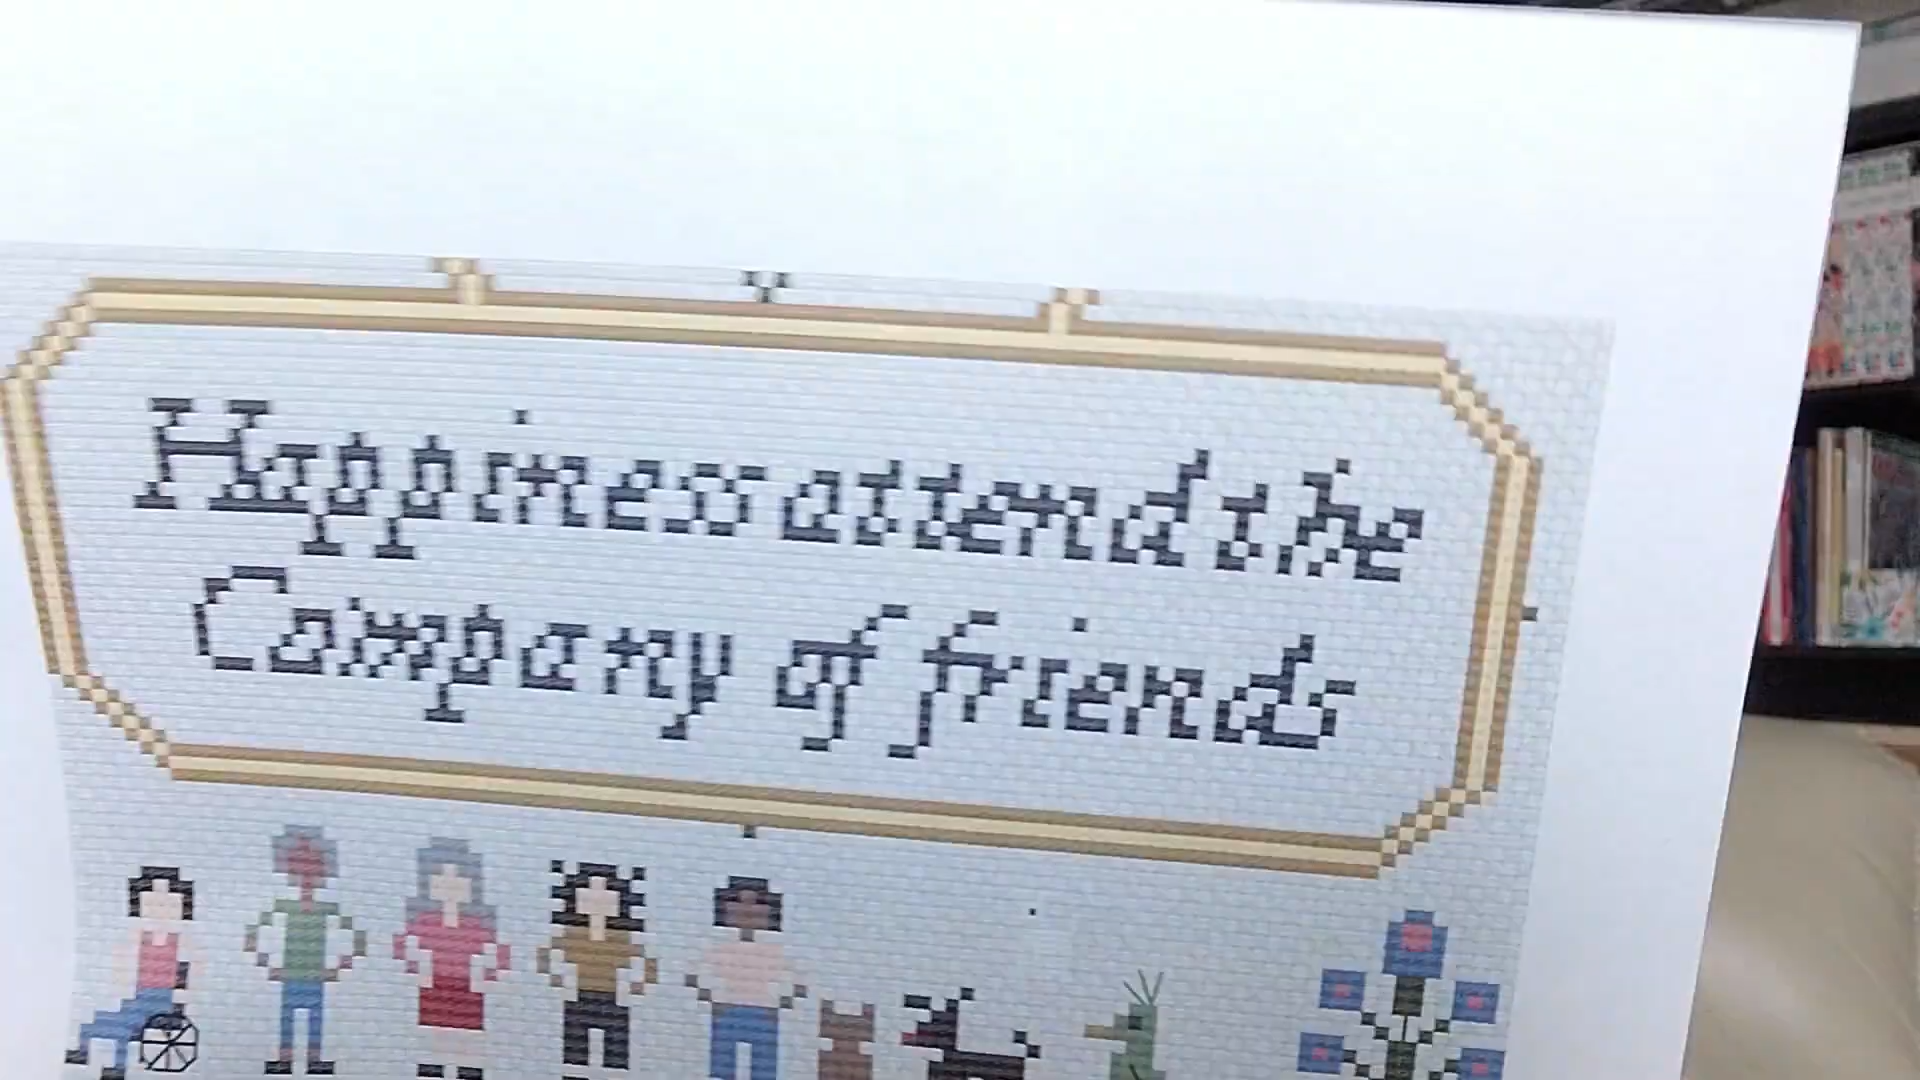 Happiness attend the
Company of friends